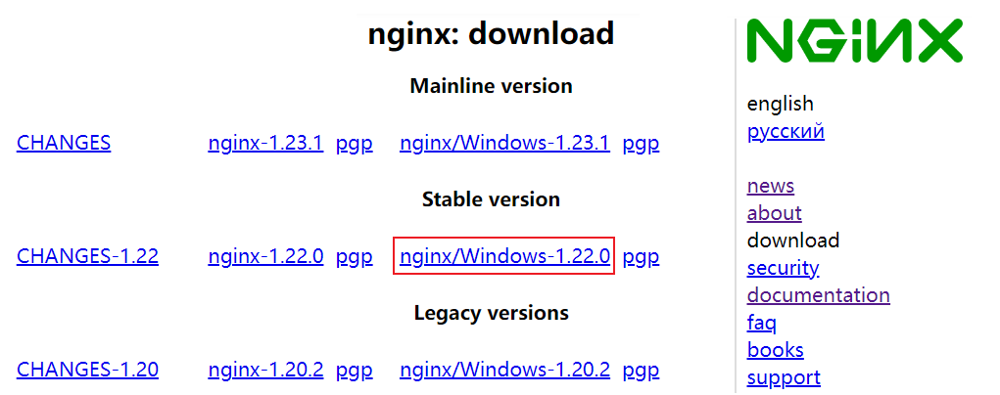 nginx: download
Mainline version
CHANGES nginx-1.23.1 pgp nginx/Windows-1.23.1 pgp
Stable version
CHANGES-1.22 nginx-1.22.0 pgp nginx/Windows-1.22.0 pgp
Legacy versions
CHANGES-1.20 nginx-1.20.2 pgp nginx/Windows-1.20.2 pgp
NGINX
english
русский
news
about
download
security
documentation
faq
books
support